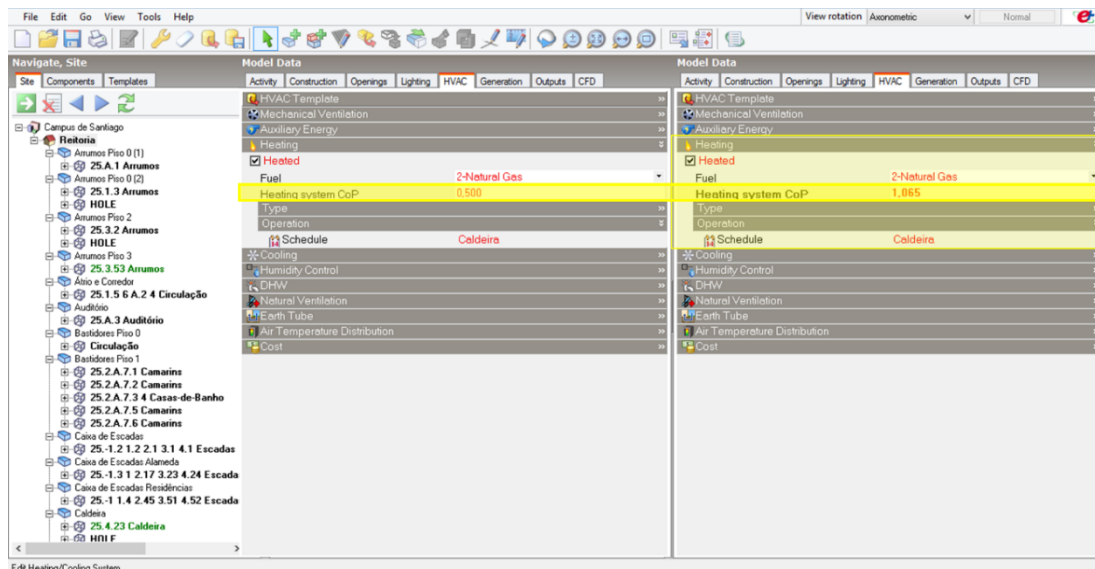 File Edit Go View Tools Help
View rotation Axonometric Normal
Navigate, Site
Site Components Templates
Campus de Santiago
Reitoria
Arrumos Piso 0 (1)
25.A.1 Arrumos
Arrumos Piso 0 (2)
25.1.3 Arrumos
HOLE
Arrumos Piso 2
25.3.2 Arrumos
HOLE
Arrumos Piso 3
25.3.53 Arrumos
Átrio e Corredor
25.1.5 6 A.2 4 Circulação
Auditório
25.A.3 Auditório
Bastidores Piso 0
Circulação
Bastidores Piso 1
25.2.A.7.1 Camarins
25.2.A.7.2 Camarins
25.2.A.7.3 4 Casas-de-Banho
25.2.A.7.5 Camarins
25.2.A.7.6 Camarins
Caixa de Escadas
25.-1.2 1.2 2.1 3.1 4.1 Escadas
Caixa de Escadas Alameda
25.-1.3 1 2.17 3.23 4.24 Escada
Caixa de Escadas Residências
25.-1 1.4 2.45 3.51 4.52 Escada
Caldeira
25.4.23 Caldeira
HOLE
Model Data
Activity Construction Openings Lighting HVAC Generation Outputs CFD
HVAC Template
Mechanical Ventilation
Auxiliary Energy
Heating
Heated
Fuel 2-Natural Gas
Heating system CoP 0,500
Type
Operation
Schedule Caldeira
Cooling
Humidity Control
DHW
Natural Ventilation
Earth Tube
Air Temperature Distribution
Cost
Model Data
Activity Construction Openings Lighting HVAC Generation Outputs CFD
HVAC Template
Mechanical Ventilation
Auxiliary Energy
Heating
Heated
Fuel 2-Natural Gas
Heating system CoP 1,065
Type
Operation
Schedule Caldeira
Cooling
Humidity Control
DHW
Natural Ventilation
Earth Tube
Air Temperature Distribution
Cost
Edit Heating/Cooling System